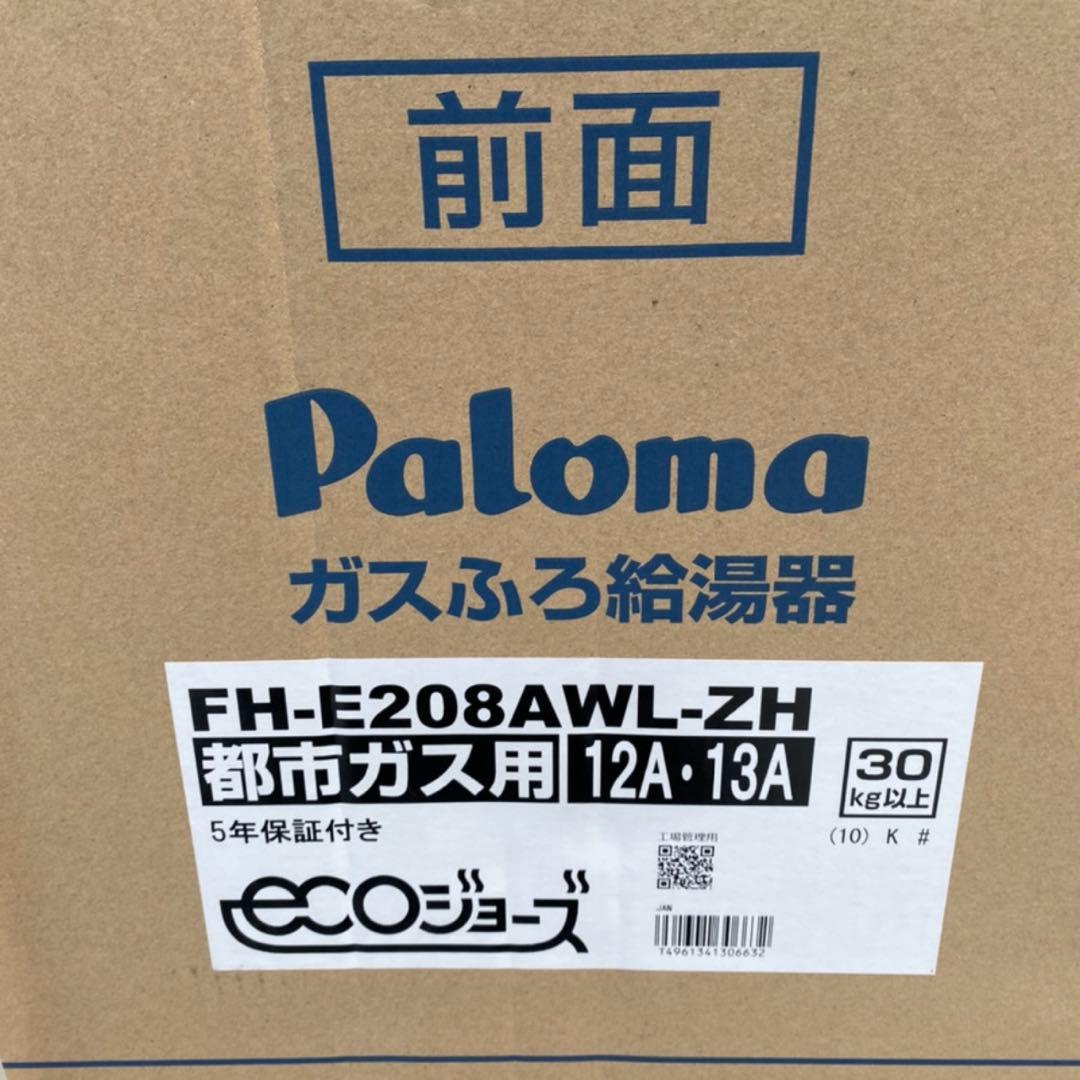 前面
Paloma
ガスふろ給湯器
FH-E208AWL-ZH
都市ガス用 12A・13A
30
kg以上
5年保証付き
工場管理用
(10) K #
ecoジョーズ
JAN
T4961341306632